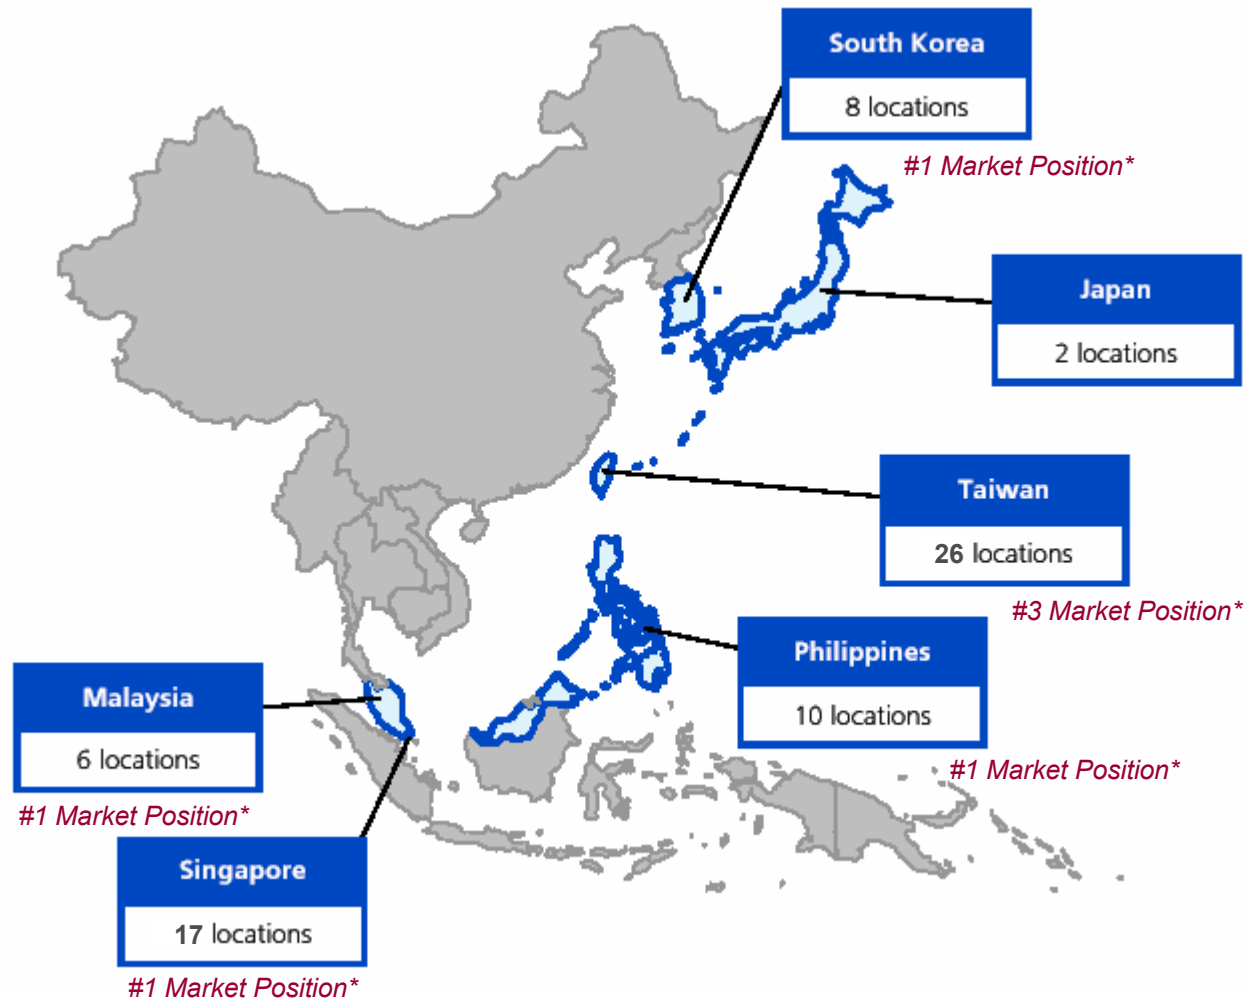 South Korea
8 locations
#1 Market Position*
Japan
2 locations
Taiwan
26 locations
#3 Market Position*
Philippines
10 locations
#1 Market Position*
Malaysia
6 locations
#1 Market Position*
Singapore
17 locations
#1 Market Position*